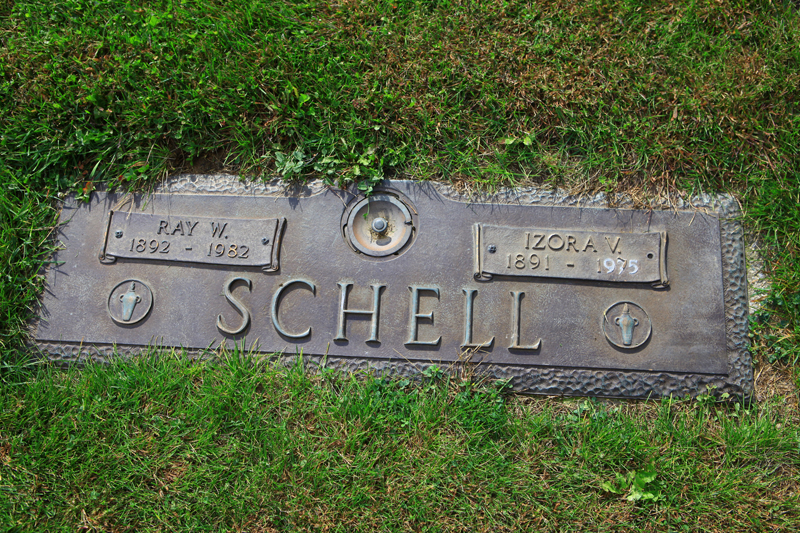 RAY W.
1892 - 1982
IZORA V.
1891 - 1975
SCHELL